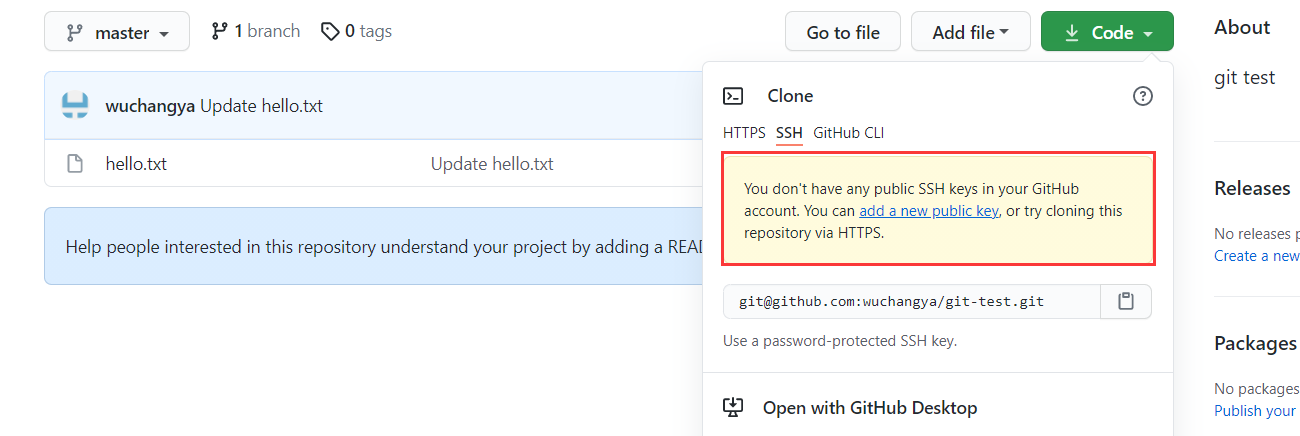 master
1 branch
0 tags
Go to file
Add file
Code
About
git test
wuchangya Update hello.txt
hello.txt
Update hello.txt
Help people interested in this repository understand your project by adding a
Clone
HTTPS SSH GitHub CLI
You don't have any public SSH keys in your GitHub
account. You can add a new public key, or try cloning this
repository via HTTPS.
git@github.com:wuchangya/git-test.git
Use a password-protected SSH key.
Open with GitHub Desktop
Releases
No releases
Create a new
Packages
No packages
Publish your